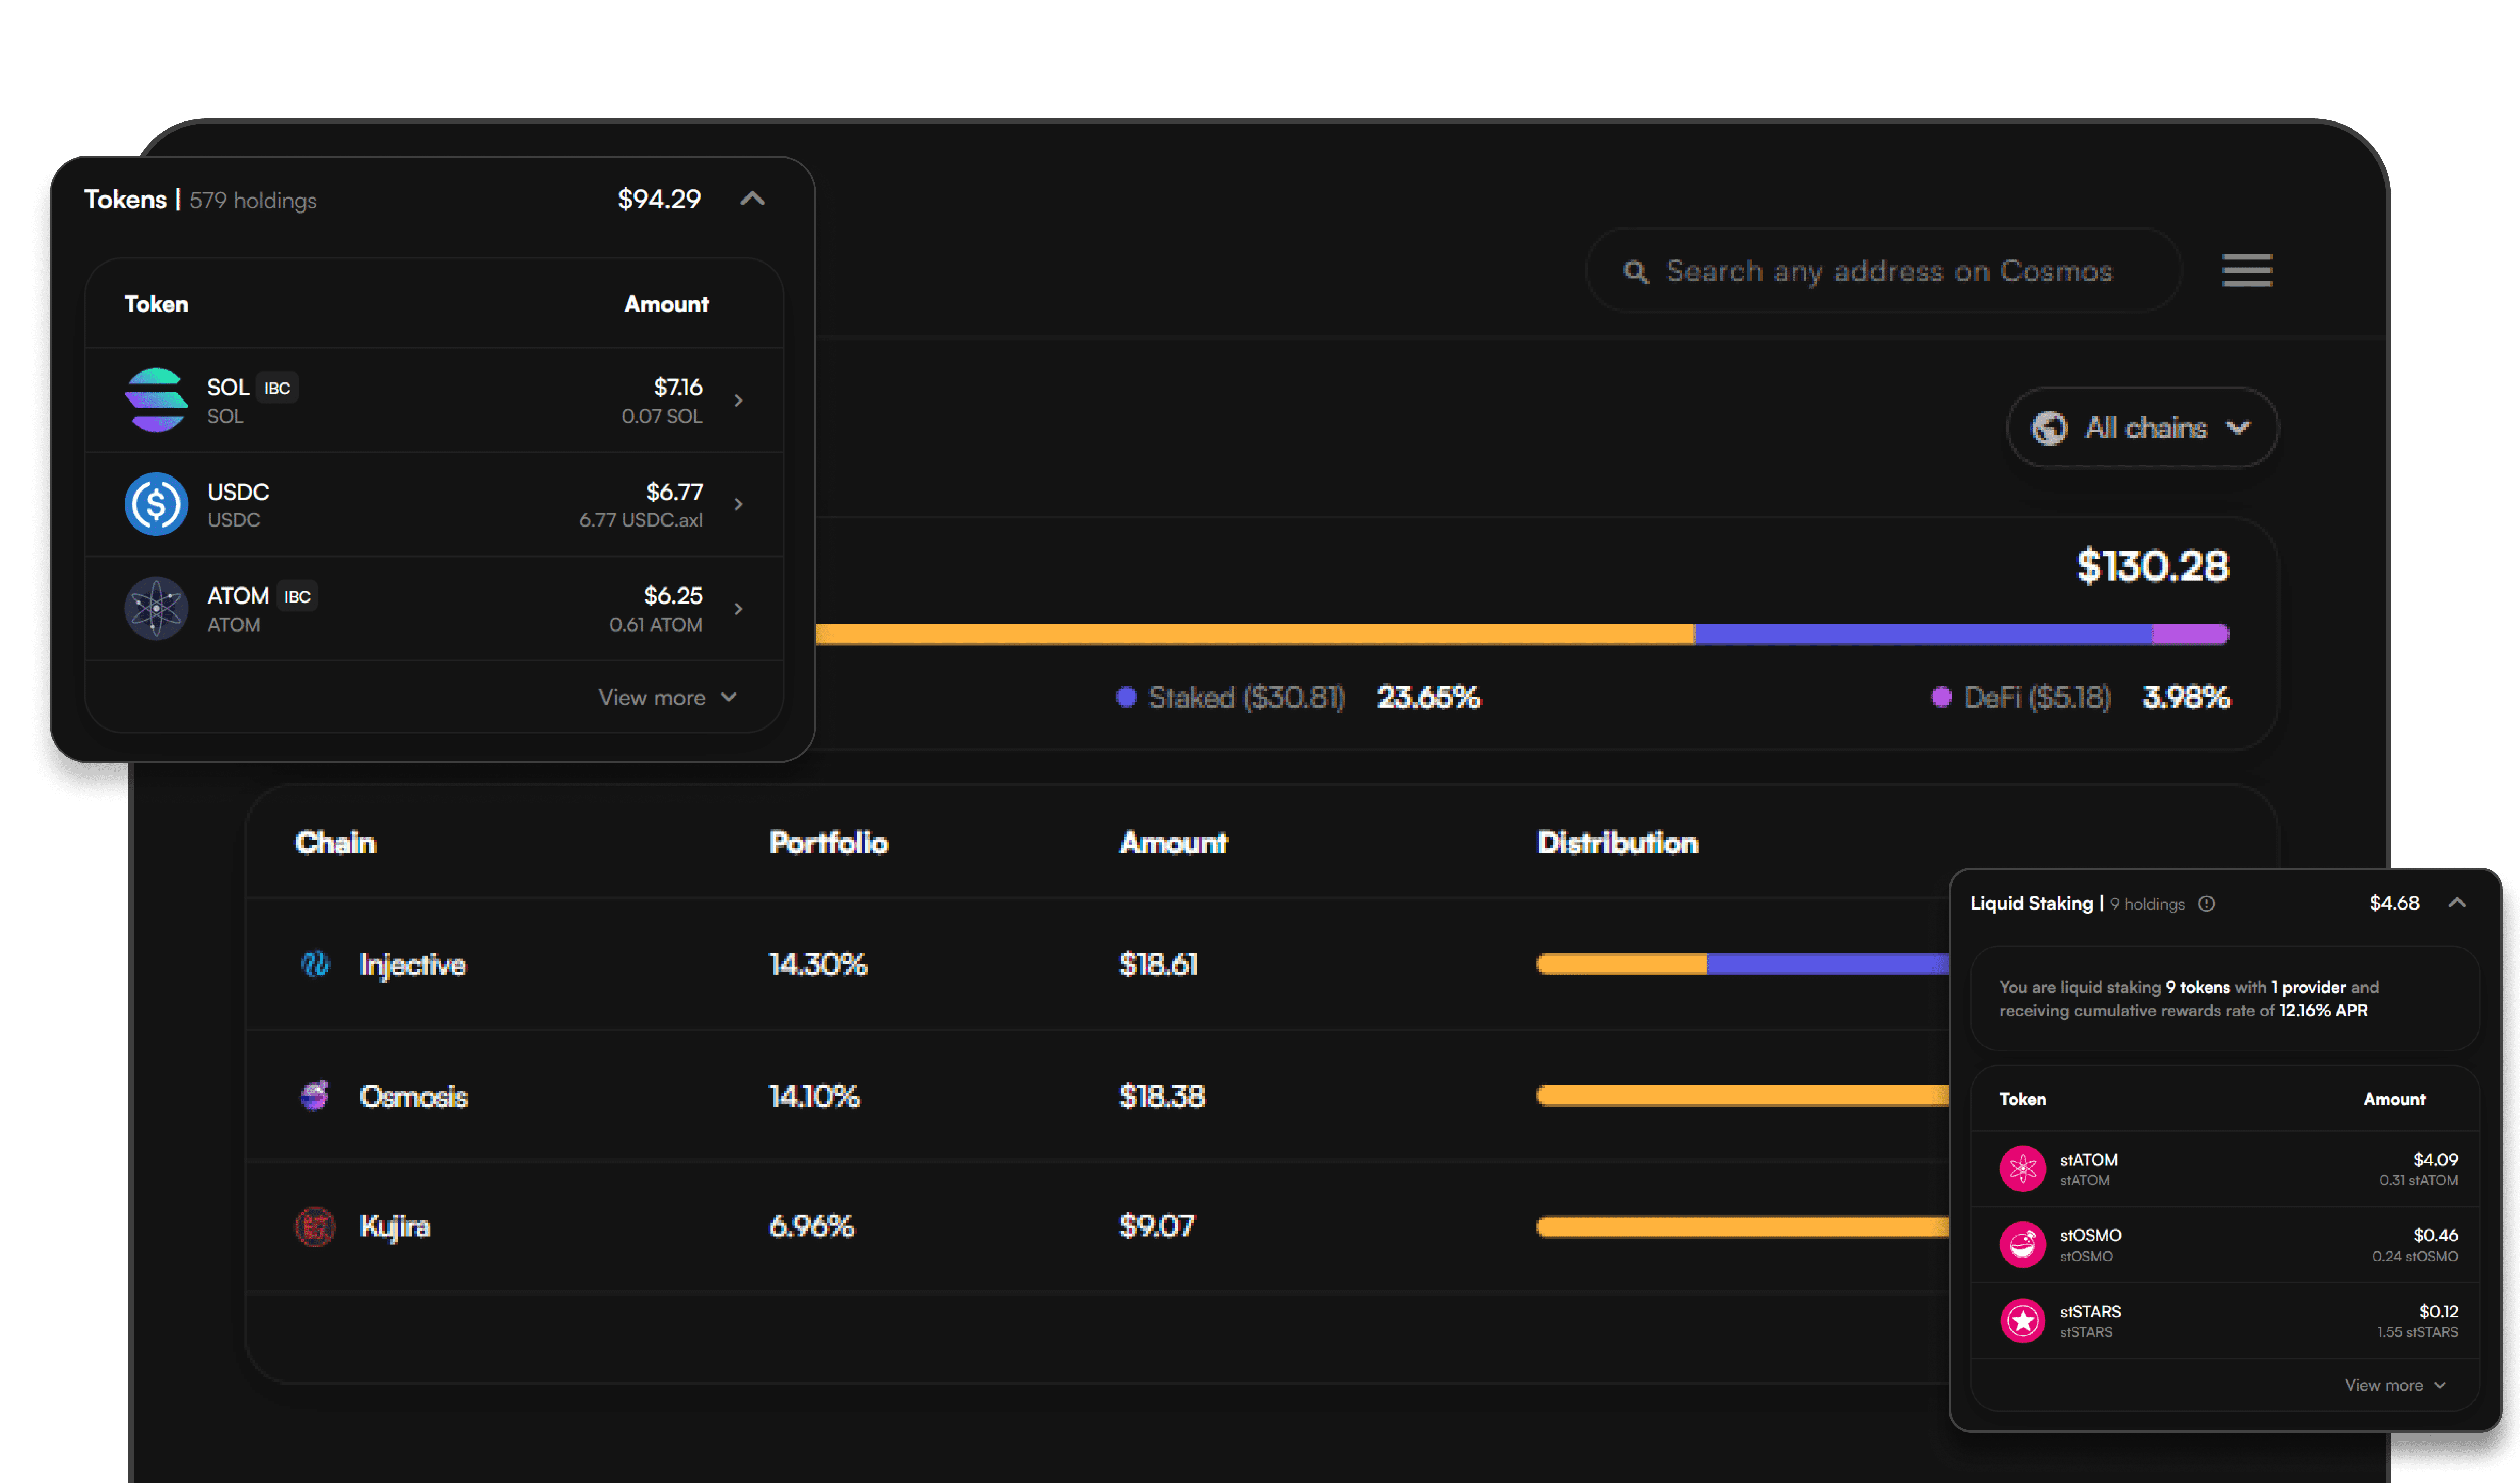 Tokens | 579 holdings $94.29
Token Amount
SOL IBC $7.16
SOL 0.07 SOL
USDC $6.77
USDC 6.77 USDC.axl
ATOM IBC $6.25
ATOM 0.61 ATOM
View more
Search any address on Cosmos
All chains
$130.28
Staked ($30.81) 23.65% DeFi ($5.18) 3.98%
Chain Portfolio Amount Distribution
Injective 14.30% $18.61
Osmosis 14.10% $18.38
Kujira 6.96% $9.07
Liquid Staking | 9 holdings $4.68
You are liquid staking 9 tokens with 1 provider and
receiving cumulative rewards rate of 12.16% APR
Token Amount
stATOM $4.09
stATOM 0.31 stATOM
stOSMO $0.46
stOSMO 0.24 stOSMO
stSTARS $0.12
stSTARS 1.55 stSTARS
View more